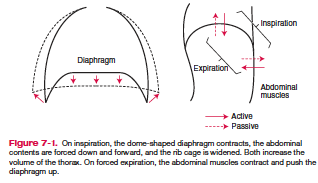 Inspiration
Diaphragm
Expiration
Abdominal
muscles
Active
Passive
Figure 7-1. On inspiration, the dome-shaped diaphragm contracts, the abdominal
contents are forced down and forward, and the rib cage is widened. Both increase the
volume of the thorax. On forced expiration, the abdominal muscles contract and push the
diaphragm up.